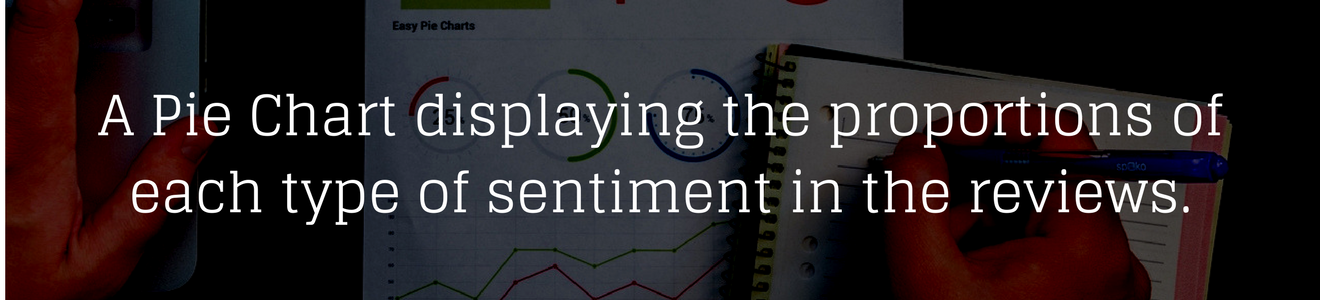 Easy Pie Charts
A Pie Chart displaying the proportions of
each type of sentiment in the reviews.